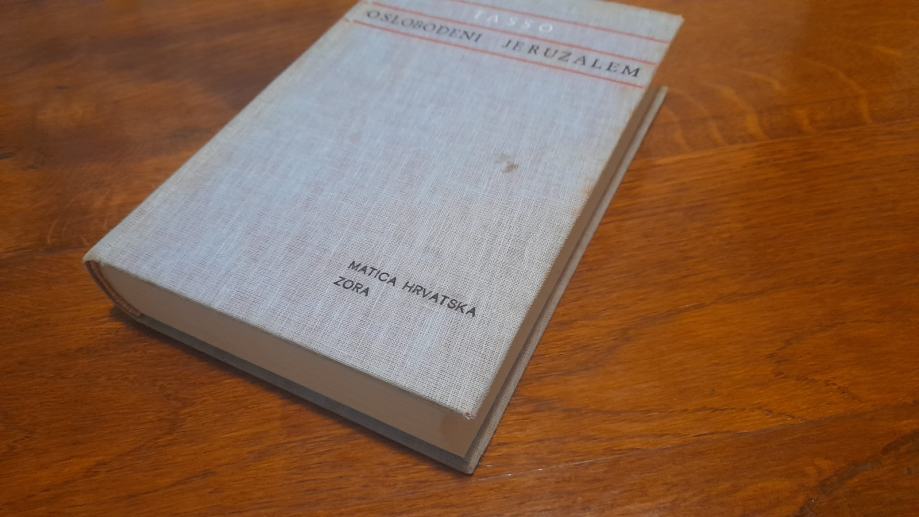 TASSO
OSLOBOĐENI JERUZALEM
MATICA HRVATSKA
ZORA